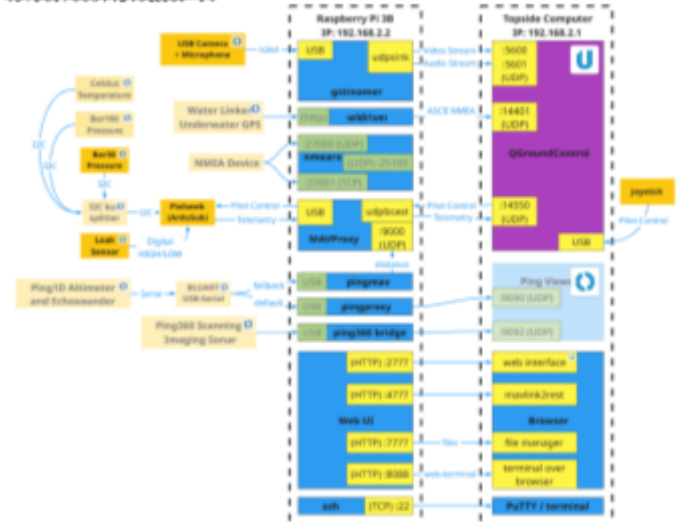 Raspberry Pi 3B
IP: 192.168.2.2
Topside Computer
IP: 192.168.2.1
USB Camera
+ Microphone
H264
USB
udpsink
gstreamer
Video Stream
Audio Stream
:5600
:5601
(UDP)
Celsius
Temperature
Bar100
Pressure
Bar30
Pressure
I2C
I2C
I2C
Water Linked
Underwater GPS
(http)
wldriver
ASCII NMEA
:14401
(UDP)
QGroundControl
NMEA Device
:27000 (UDP)
nmeare
(UDP) :25100
:27001 (TCP)
I2C bus
splitter
I2C
Pixhawk
(ArduSub)
Pilot Control
Telemetry
USB
udpbcast
MAVProxy
:9000
(UDP)
Pilot Control
Telemetry
:14550
(UDP)
USB
Joystick
Pilot Control
Leak
Sensor
Digital
HIGH/LOW
distance
Ping1D Altimeter
and Echosounder
Serial
BLUART
USB-Serial
fallback
default
USB
pingmav
USB
pingproxy
Ping Viewer
:9090 (UDP)
Ping360 Scanning
Imaging Sonar
USB
ping360 bridge
:9092 (UDP)
(HTTP) :2777
web interface
(HTTP) :4777
mavlink2rest
Web UI
Browser
(HTTP) :7777
files
file manager
(HTTP) :8088
web-terminal
terminal over
browser
ssh
(TCP) :22
PuTTY / terminal